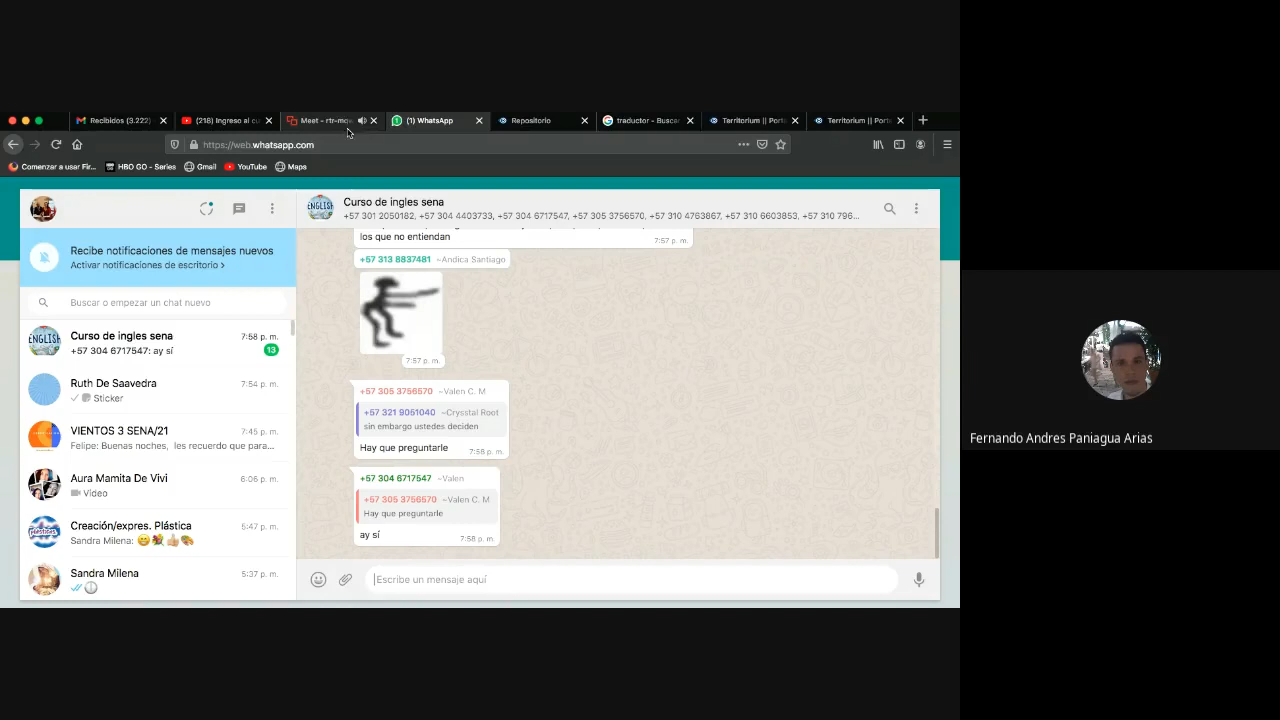 Recibidos (3.222)
(218) Ingreso al cu
Meet - rtr-mqw
(1) WhatsApp
Repositorio
traductor - Buscar
Territorium || Porta
Territorium || Porta
https://web.whatsapp.com
Comenzar a usar Fir...
HBO GO - Series
Gmail
YouTube
Maps
Recibe notificaciones de mensajes nuevos
Activar notificaciones de escritorio >
Buscar o empezar un chat nuevo
Curso de ingles sena
7:58 p. m.
+57 304 6717547: ay sí
13
Ruth De Saavedra
7:54 p. m.
Sticker
VIENTOS 3 SENA/21
7:45 p. m.
Felipe: Buenas noches, les recuerdo que para...
Aura Mamita De Vivi
6:06 p. m.
Video
Creación/expres. Plástica
5:47 p. m.
Sandra Milena:
Sandra Milena
5:37 p. m.
ENGLISH
Curso de ingles sena
+57 301 2050182, +57 304 4403733, +57 304 6717547, +57 305 3756570, +57 310 4763867, +57 310 6603853, +57 310 796...
los que no entiendan
7:57 p. m.
+57 313 8837481 ~Andica Santiago
7:57 p. m.
+57 305 3756570 ~Valen C. M
+57 321 9051040 ~Crysstal Root
sin embargo ustedes deciden
Hay que preguntarle
7:58 p. m.
+57 304 6717547 ~Valen
+57 305 3756570 ~Valen C. M
Hay que preguntarle
ay sí
7:58 p. m.
Escribe un mensaje aquí
Fernando Andres Paniagua Arias